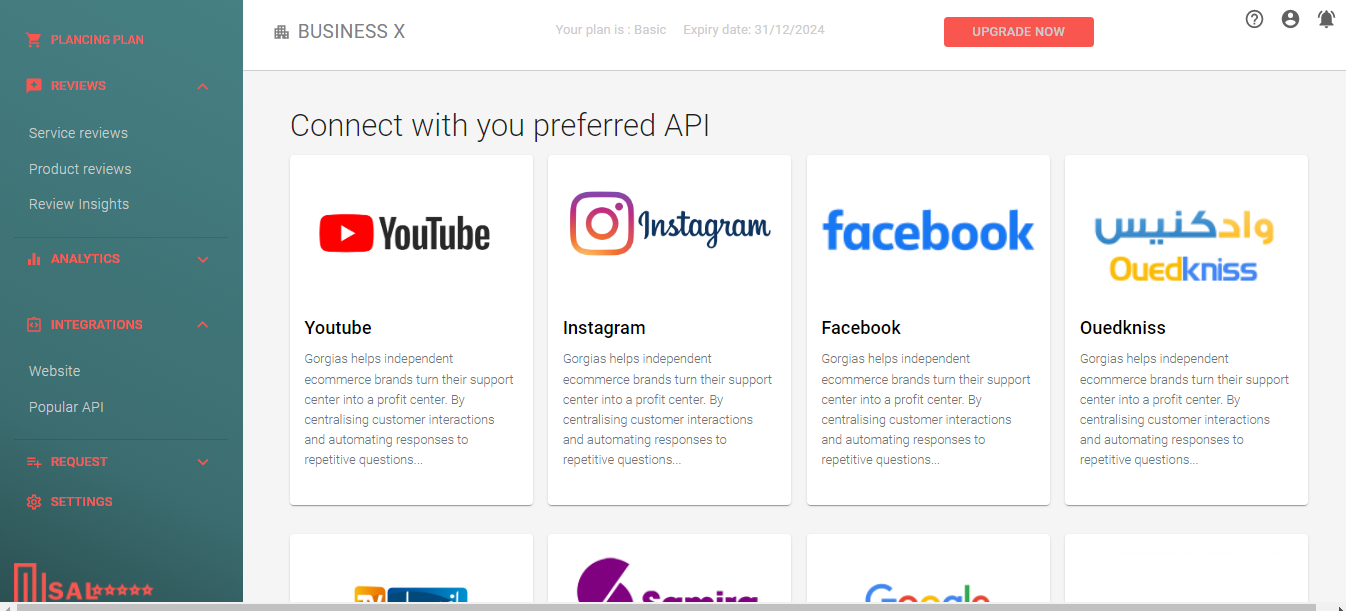 PLANCING PLAN
REVIEWS
Service reviews
Product reviews
Review Insights
ANALYTICS
INTEGRATIONS
Website
Popular API
REQUEST
SETTINGS
SAL
BUSINESS X
Your plan is : Basic
Expiry date: 31/12/2024
UPGRADE NOW
Connect with you preferred API
YouTube
Youtube
Gorgias helps independent
ecommerce brands turn their support
center into a profit center. By
centralising customer interactions
and automating responses to
repetitive questions...
Instagram
Instagram
Gorgias helps independent
ecommerce brands turn their support
center into a profit center. By
centralising customer interactions
and automating responses to
repetitive questions...
facebook
Facebook
Gorgias helps independent
ecommerce brands turn their support
center into a profit center. By
centralising customer interactions
and automating responses to
repetitive questions...
وادكنيس
Ouedkniss
Ouedkniss
Gorgias helps independent
ecommerce brands turn their support
center into a profit center. By
centralising customer interactions
and automating responses to
repetitive questions...
Samira
Google